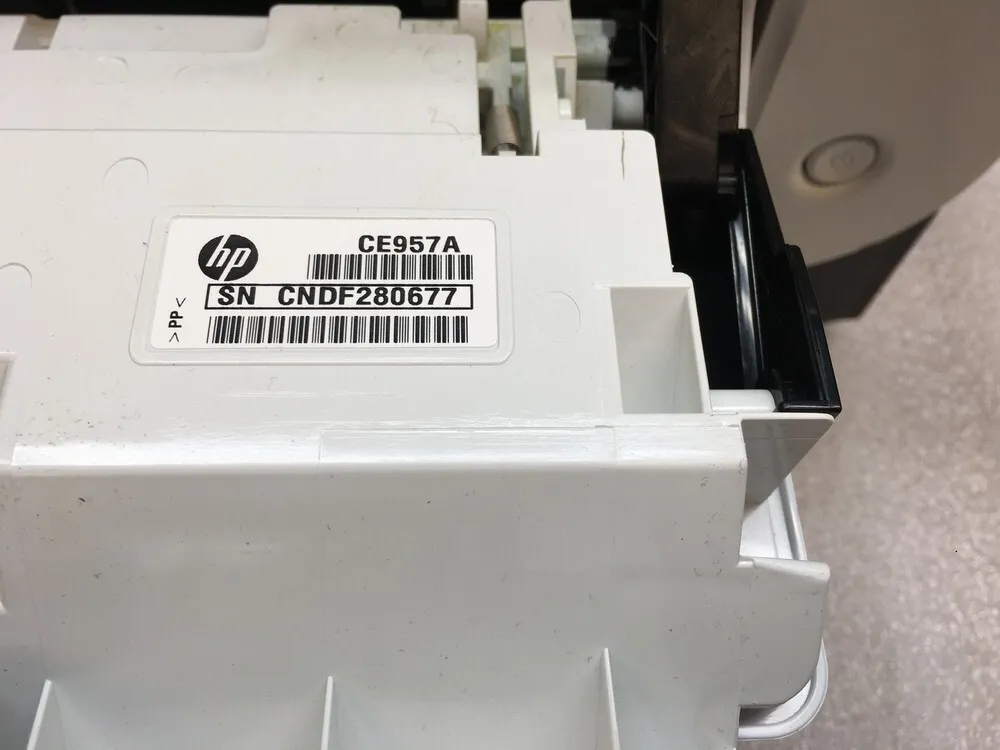 hp
CE957A
SN CNDF280677
>PP<